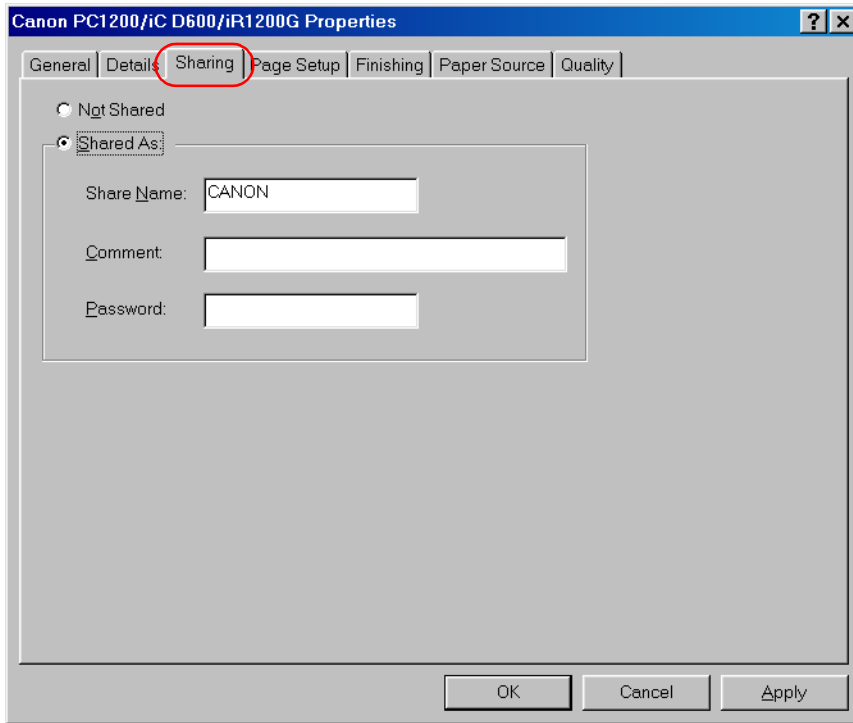 Canon PC1200/iC D600/iR1200G Properties
General Details Sharing Page Setup Finishing Paper Source Quality
Not Shared
Shared As:
Share Name: CANON
Comment:
Password:
OK Cancel Apply